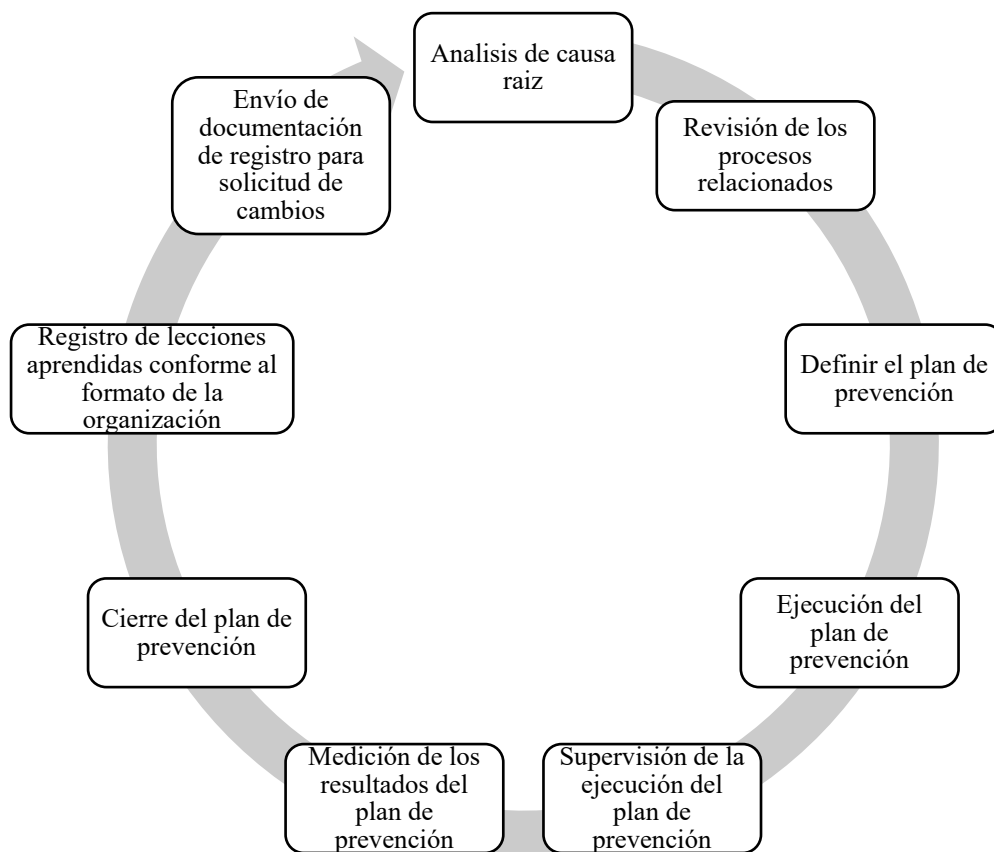 Analisis de causa
raiz
Revisión de los
procesos
relacionados
Definir el plan de
prevención
Ejecución del
plan de
prevención
Supervisión de la
ejecución del
plan de
prevención
Medición de los
resultados del
plan de
prevención
Cierre del plan de
prevención
Registro de lecciones
aprendidas conforme al
formato de la
organización
Envío de
documentación
de registro para
solicitud de
cambios